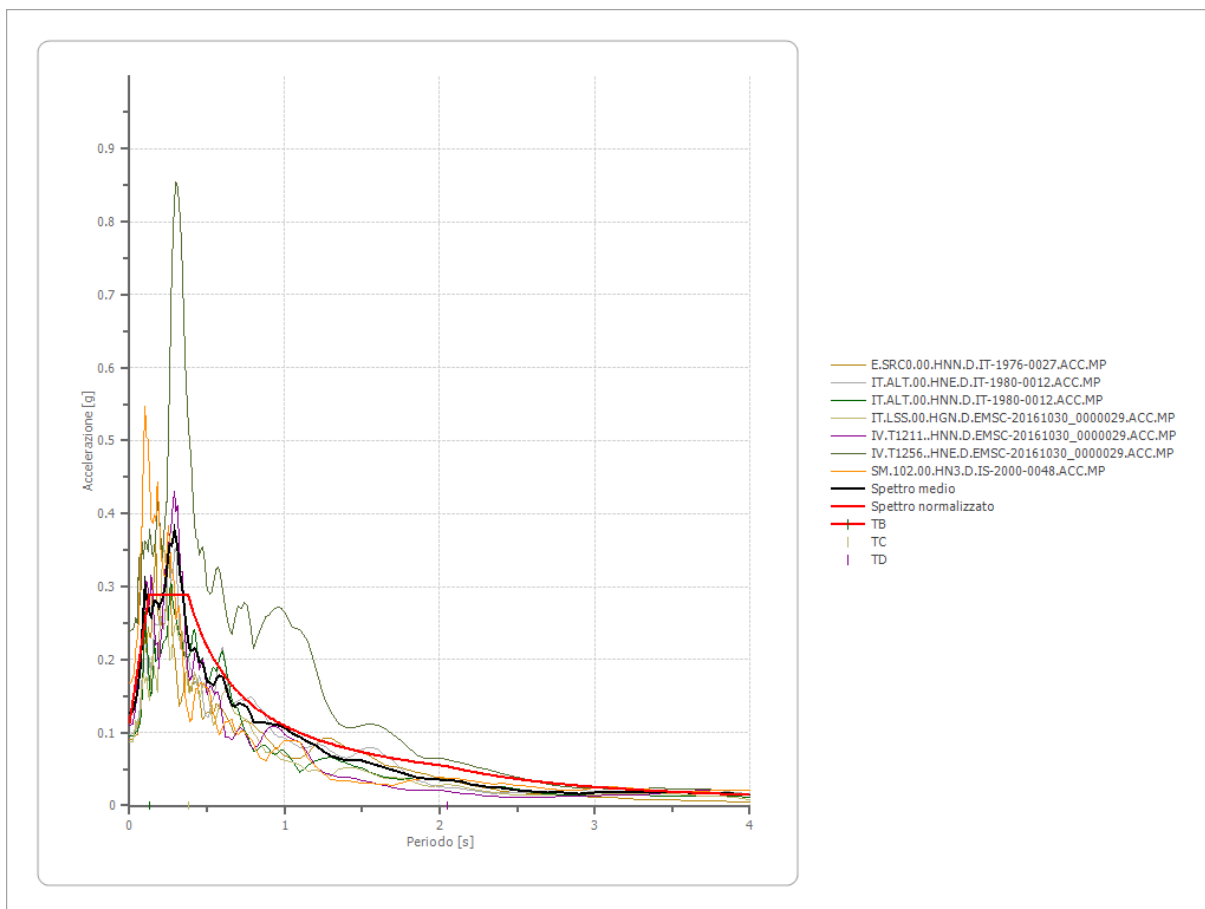 0.9
0.8
0.7
0.6
0.5
0.4
0.3
0.2
0.1
0
Accelerazione [g]
0 1 2 3 4
Periodo [s]
E.SRC0.00.HNN.D.IT-1976-0027.ACC.MP
IT.ALT.00.HNE.D.IT-1980-0012.ACC.MP
IT.ALT.00.HNN.D.IT-1980-0012.ACC.MP
IT.LSS.00.HGN.D.EMSC-20161030_0000029.ACC.MP
IV.T1211..HNN.D.EMSC-20161030_0000029.ACC.MP
IV.T1256..HNE.D.EMSC-20161030_0000029.ACC.MP
SM.102.00.HN3.D.IS-2000-0048.ACC.MP
Spettro medio
Spettro normalizzato
TB
TC
TD